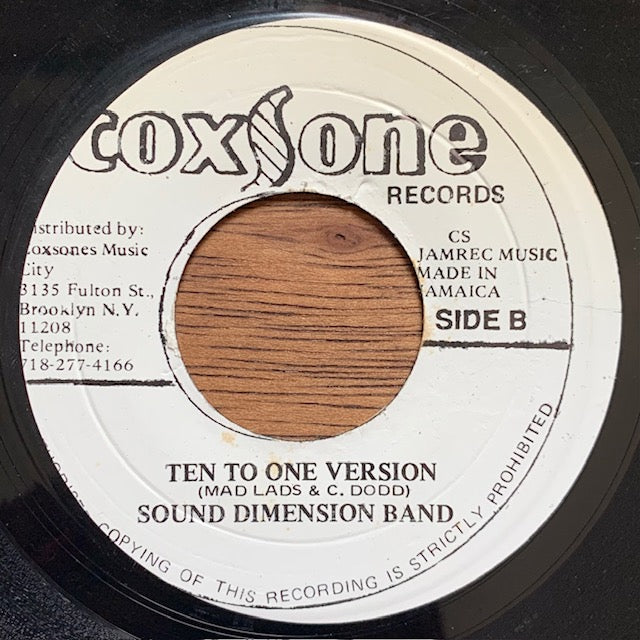 coxsone
RECORDS
istributed by:
oxsones Music
City
3135 Fulton St.,
Brooklyn N.Y.
11208
Telephone:
718-277-4166
CS
JAMREC MUSIC
MADE IN
JAMAICA
SIDE B
TEN TO ONE VERSION
(MAD LADS & C. DODD)
SOUND DIMENSION BAND
COPYING OF THIS RECORDING IS STRICTLY PROHIBITED